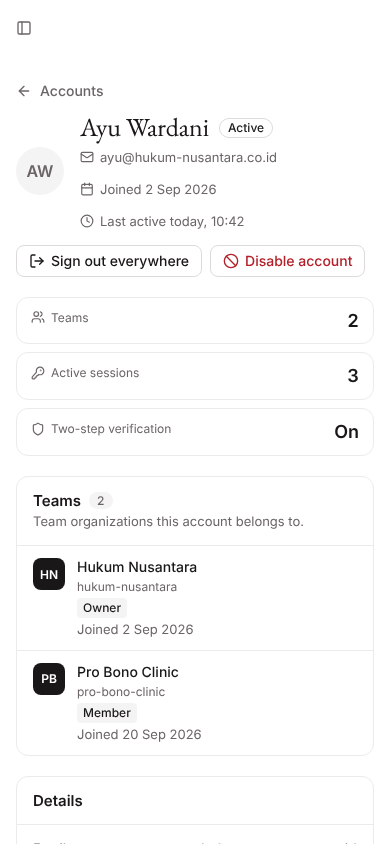 Accounts
Ayu Wardani Active
AW
ayu@hukum-nusantara.co.id
Joined 2 Sep 2026
Last active today, 10:42
Sign out everywhere Disable account
Teams 2
Active sessions 3
Two-step verification On
Teams 2
Team organizations this account belongs to.
HN Hukum Nusantara
hukum-nusantara
Owner
Joined 2 Sep 2026
PB Pro Bono Clinic
pro-bono-clinic
Member
Joined 20 Sep 2026
Details